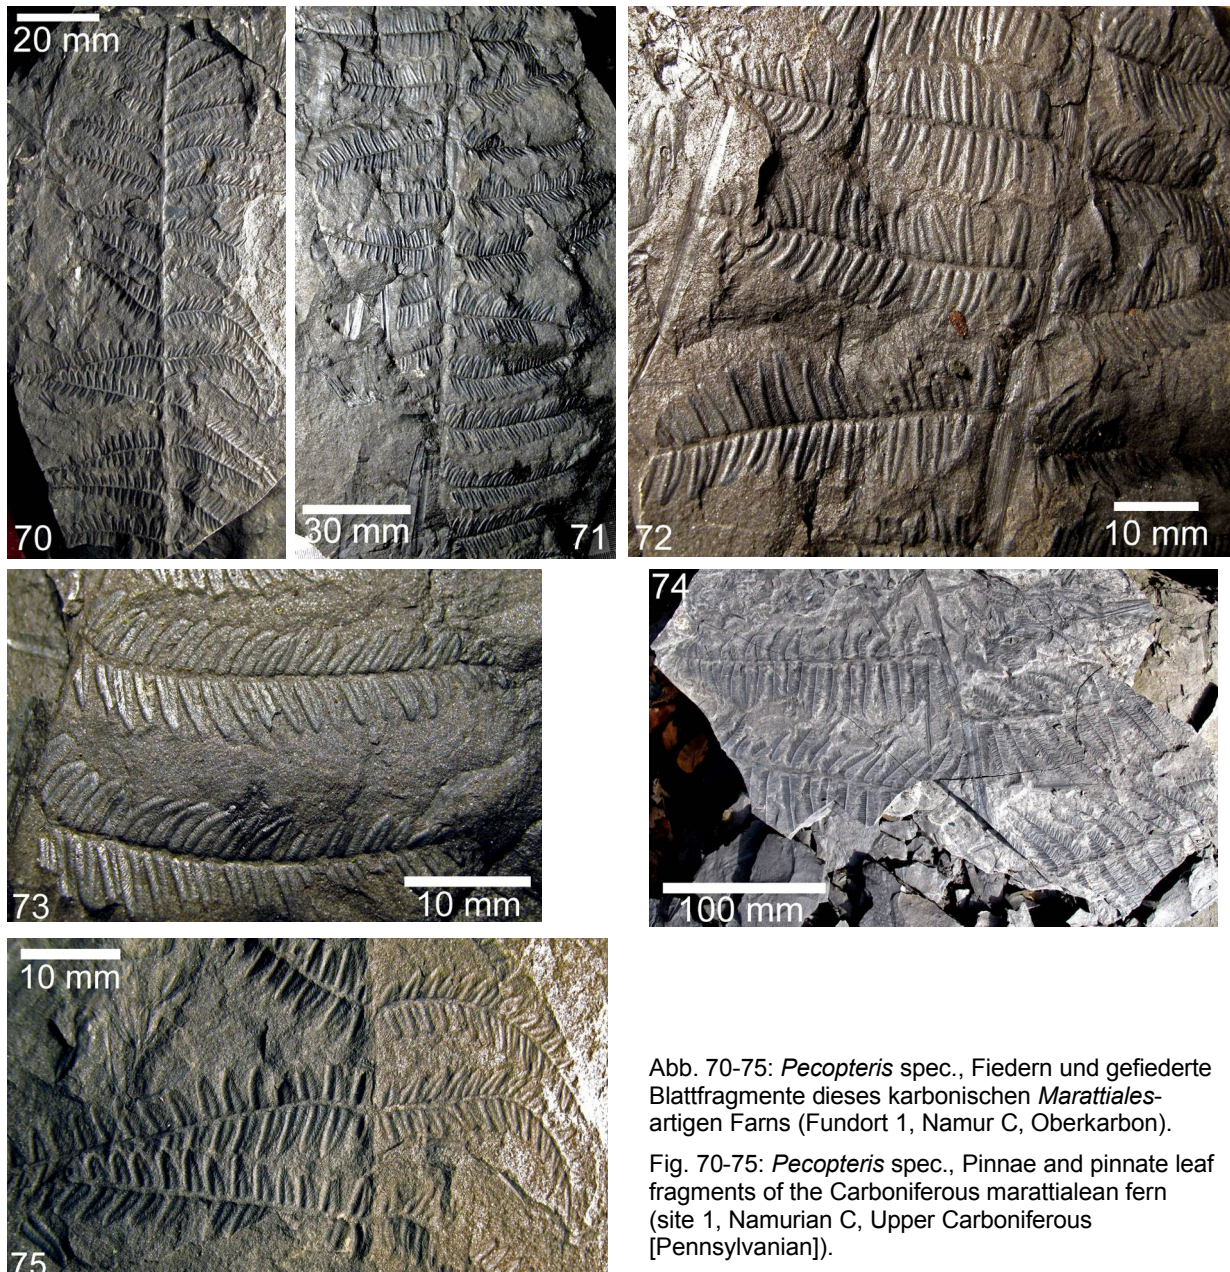 20 mm
70
30 mm
71
72
10 mm
73
10 mm
74
100 mm
10 mm
75
Abb. 70-75: Pecopteris spec., Fiedern und gefiederte
Blattfragmente dieses karbonischen Marattiales-
artigen Farns (Fundort 1, Namur C, Oberkarbon).
Fig. 70-75: Pecopteris spec., Pinnae and pinnate leaf
fragments of the Carboniferous marattialean fern
(site 1, Namurian C, Upper Carboniferous
[Pennsylvanian]).